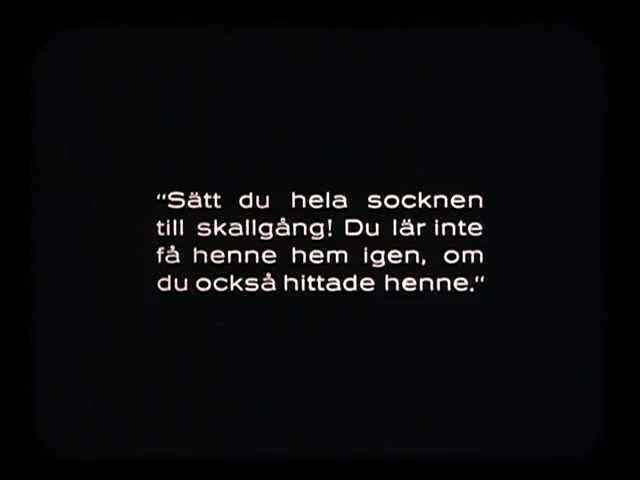 “Sätt du hela socknen
till skallgång! Du lär inte
få henne hem igen, om
du också hittade henne.“